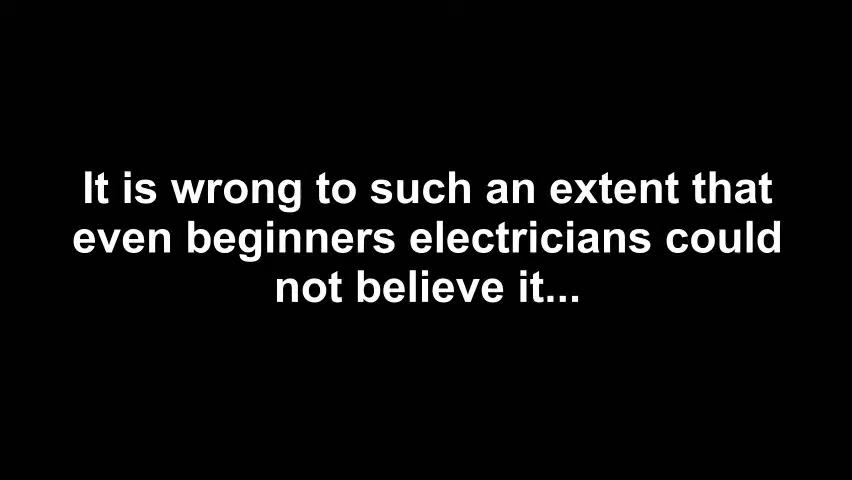 It is wrong to such an extent that
even beginners electricians could
not believe it...